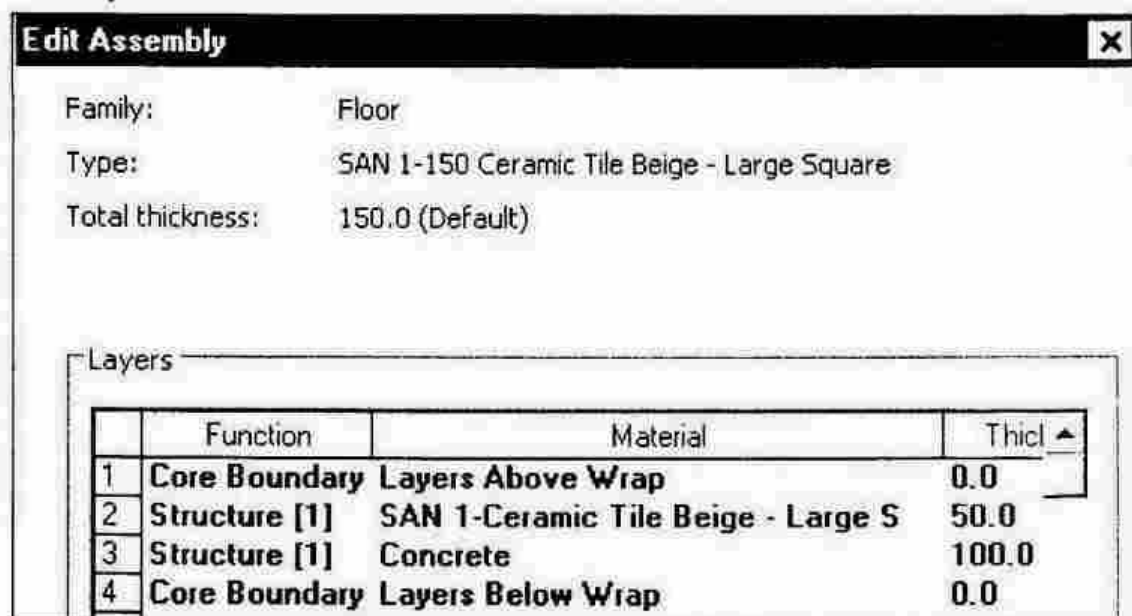 Edit Assembly
Family: Floor
Type: SAN 1-150 Ceramic Tile Beige - Large Square
Total thickness: 150.0 (Default)
Layers
Function Material Thicl
1 Core Boundary Layers Above Wrap 0.0
2 Structure [1] SAN 1-Ceramic Tile Beige - Large S 50.0
3 Structure [1] Concrete 100.0
4 Core Boundary Layers Below Wrap 0.0